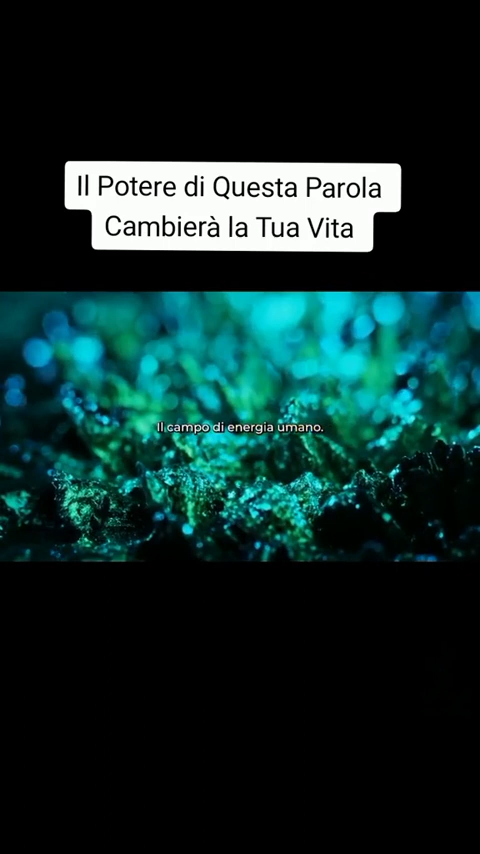 Il Potere di Questa Parola
Cambierà la Tua Vita
Il campo di energia umano.